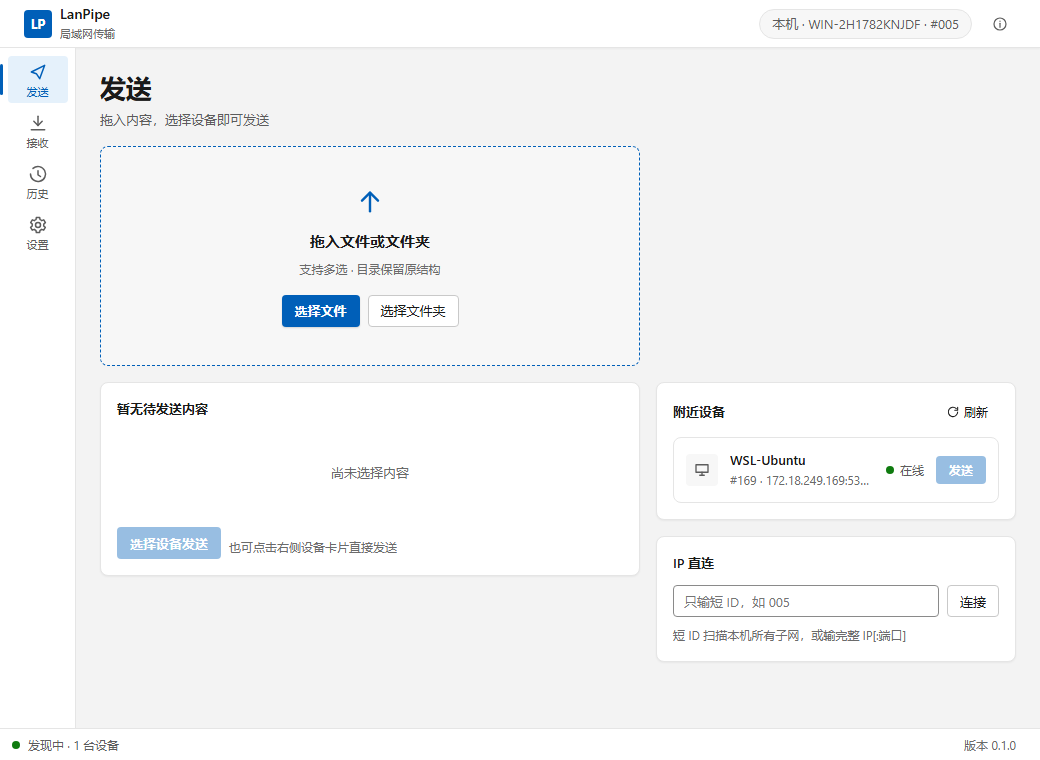 LP
LanPipe
局域网传输
本机 · WIN-2H1782KNJDF · #005
发送
接收
历史
设置
发送
拖入内容，选择设备即可发送
拖入文件或文件夹
支持多选 · 目录保留原结构
选择文件
选择文件夹
暂无待发送内容
尚未选择内容
选择设备发送
也可点击右侧设备卡片直接发送
附近设备
刷新
WSL-Ubuntu
#169 · 172.18.249.169:53...
在线
发送
IP 直连
只输短 ID，如 005
连接
短 ID 扫描本机所有子网，或输完整 IP[:端口]
发现中 · 1 台设备
版本 0.1.0